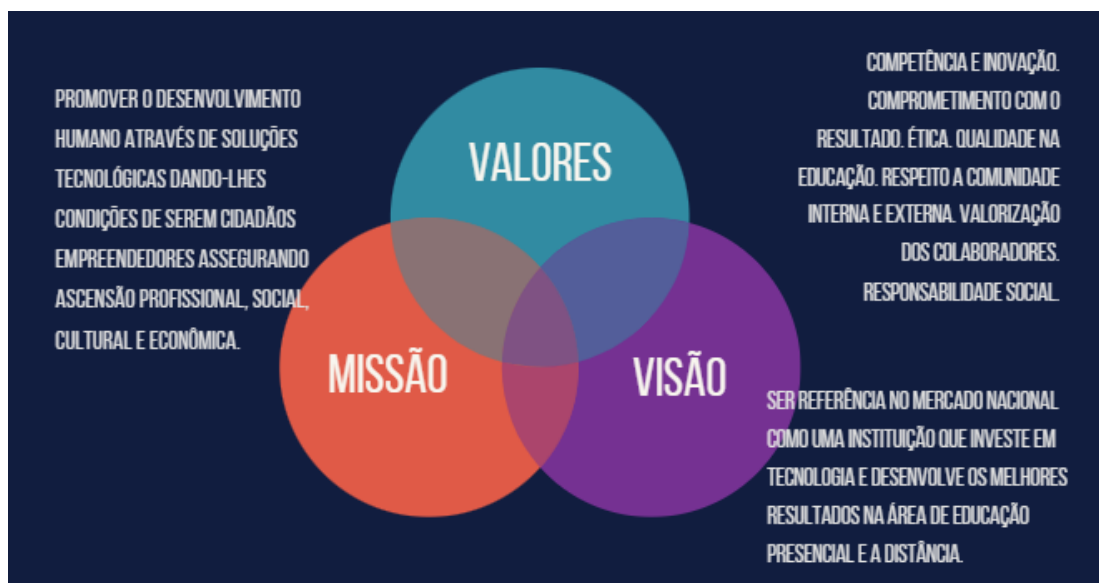 PROMOVER O DESENVOLVIMENTO
HUMANO ATRAVÉS DE SOLUÇÕES
TECNOLÓGICAS DANDO-LHES
CONDIÇÕES DE SEREM CIDADÃOS
EMPREENDEDORES ASSEGURANDO
ASCENSÃO PROFISSIONAL, SOCIAL,
CULTURAL E ECONÔMICA.
VALORES
MISSÃO
VISÃO
COMPETÊNCIA E INOVAÇÃO.
COMPROMETIMENTO COM O
RESULTADO. ÉTICA. QUALIDADE NA
EDUCAÇÃO. RESPEITO A COMUNIDADE
INTERNA E EXTERNA. VALORIZAÇÃO
DOS COLABORADORES.
RESPONSABILIDADE SOCIAL.
SER REFERÊNCIA NO MERCADO NACIONAL
COMO UMA INSTITUIÇÃO QUE INVESTE EM
TECNOLOGIA E DESENVOLVE OS MELHORES
RESULTADOS NA ÁREA DE EDUCAÇÃO
PRESENCIAL E A DISTÂNCIA.